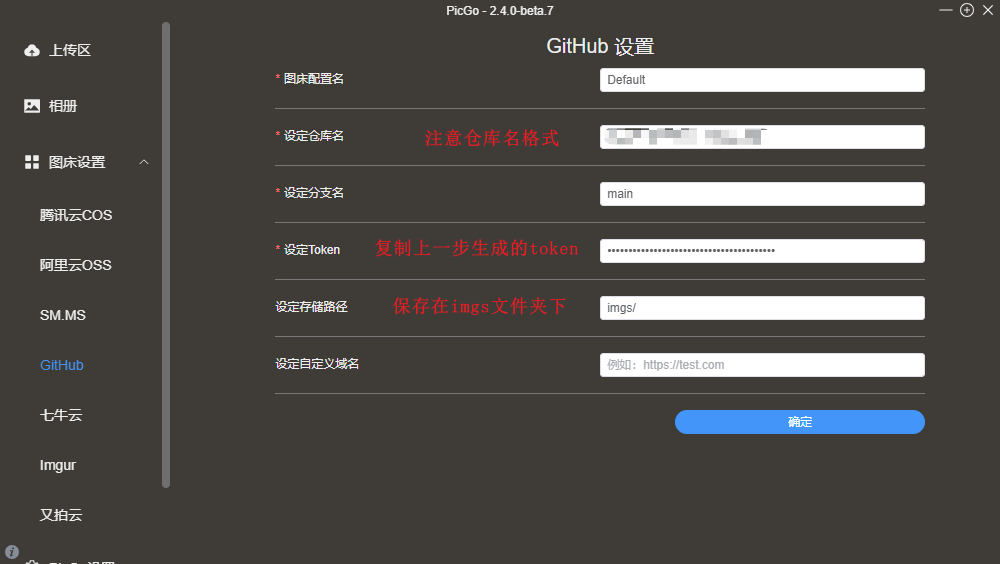 PicGo - 2.4.0-beta.7
上传区
相册
图床设置
腾讯云COS
阿里云OSS
SM.MS
GitHub
七牛云
Imgur
又拍云
GitHub 设置
* 图床配置名
Default
* 设定仓库名
注意仓库名格式
* 设定分支名
main
* 设定Token
复制上一步生成的token
设定存储路径
保存在imgs文件夹下
imgs/
设定自定义域名
例如：https://test.com
确定